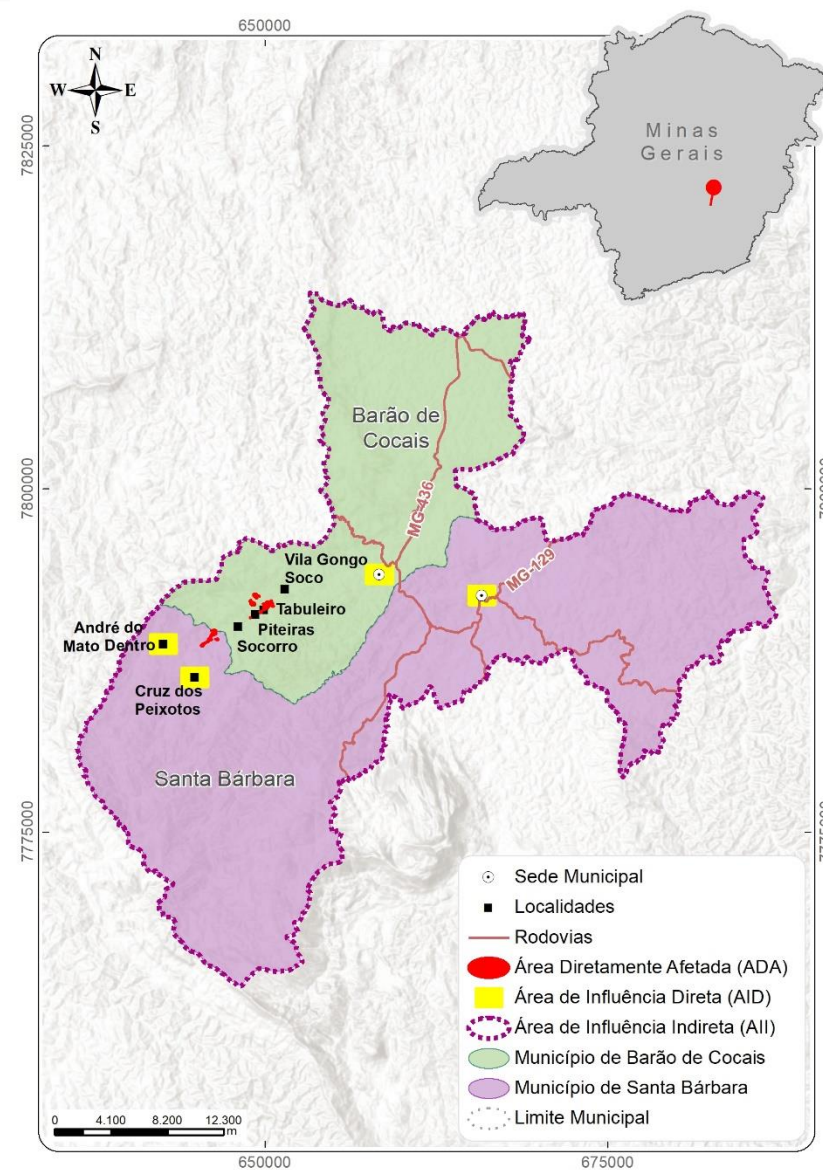 650000
N
W
E
S
7825000
Minas
Gerais
Barão de
Cocais
7800000
7800000
MG-436
Vila Gongo
Soco
MG-129
Tabuleiro
André do
Mato Dentro
Piteiras
Socorro
Cruz dos
Peixotos
Santa Bárbara
7775000
7775000
Sede Municipal
Localidades
Rodovias
Área Diretamente Afetada (ADA)
Área de Influência Direta (AID)
Área de Influência Indireta (AII)
Município de Barão de Cocais
Município de Santa Bárbara
Limite Municipal
0 4.100 8.200 12.300
m
650000
675000